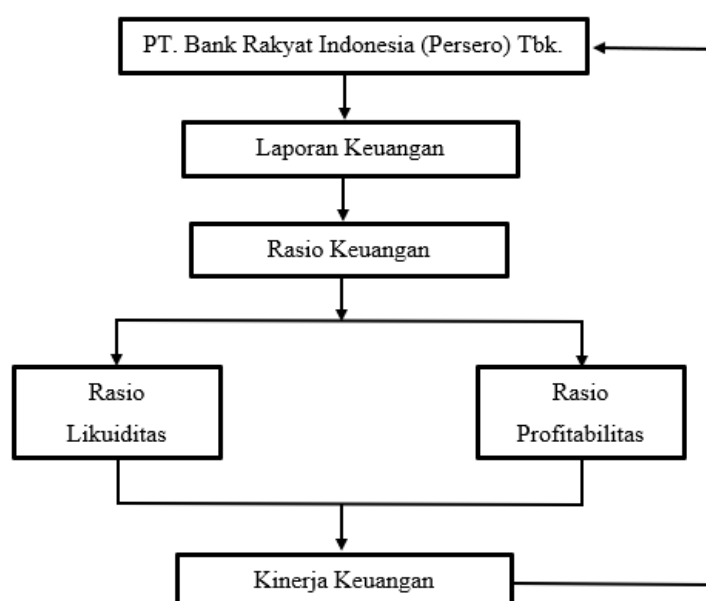 PT. Bank Rakyat Indonesia (Persero) Tbk.
Laporan Keuangan
Rasio Keuangan
Rasio
Likuiditas
Rasio
Profitabilitas
Kinerja Keuangan